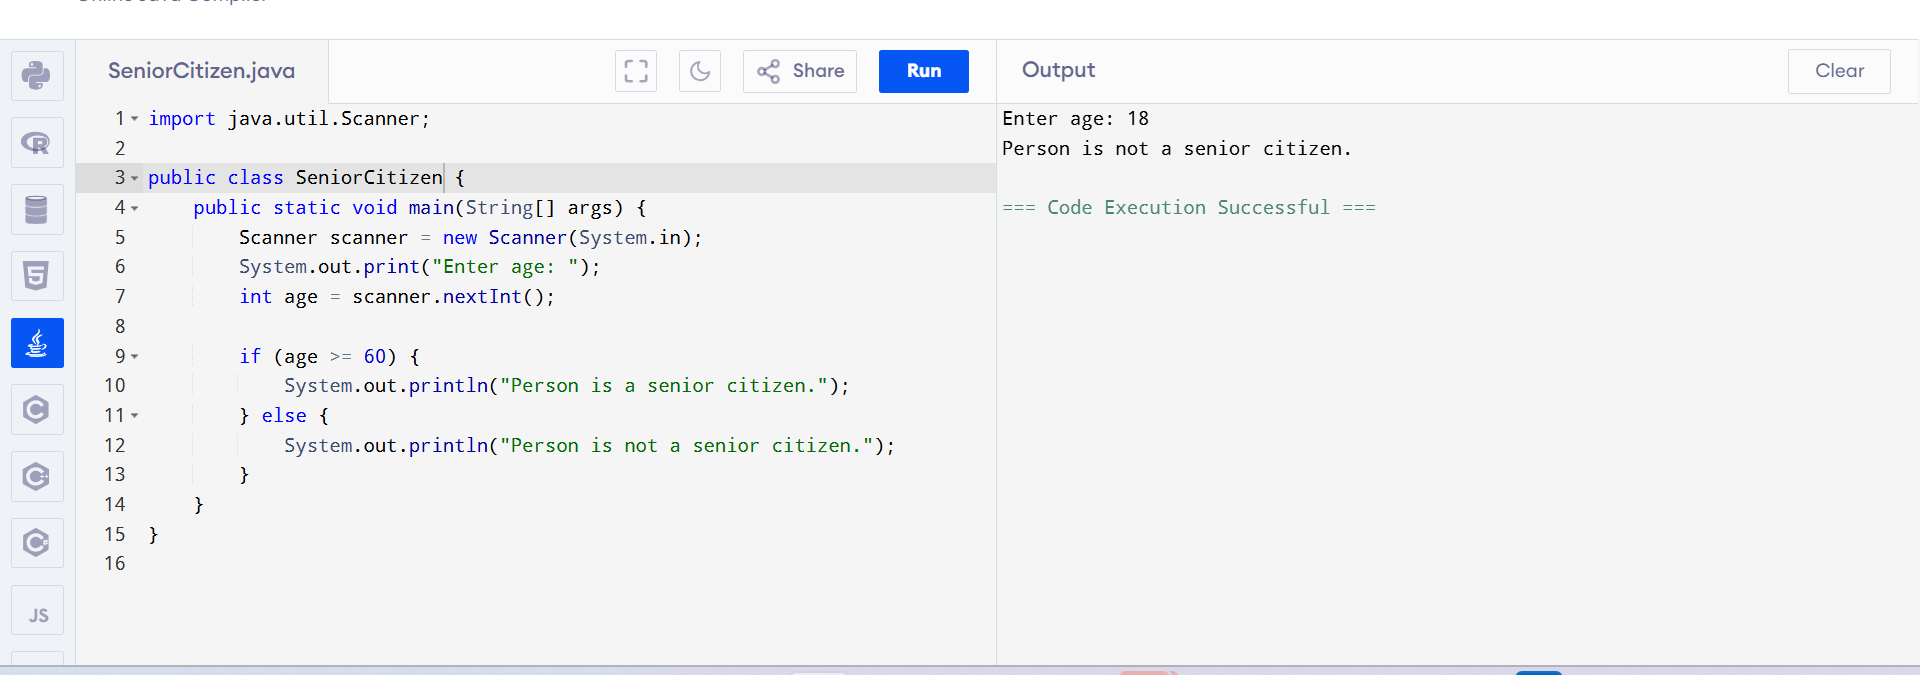 SeniorCitizen.java
Share
Run
Output
Clear
1 import java.util.Scanner;
2
3 public class SeniorCitizen {
4 public static void main(String[] args) {
5 Scanner scanner = new Scanner(System.in);
6 System.out.print("Enter age: ");
7 int age = scanner.nextInt();
8
9 if (age >= 60) {
10 System.out.println("Person is a senior citizen.");
11 } else {
12 System.out.println("Person is not a senior citizen.");
13 }
14 }
15 }
16
Enter age: 18
Person is not a senior citizen.
=== Code Execution Successful ===
R
5
C
C++
C#
JS